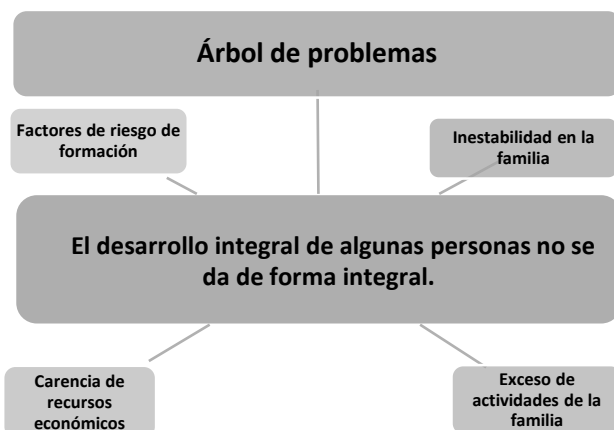 Árbol de problemas
Factores de riesgo de
formación
Inestabilidad en la
familia
El desarrollo integral de algunas personas no se
da de forma integral.
Carencia de
recursos
económicos
Exceso de
actividades de la
familia